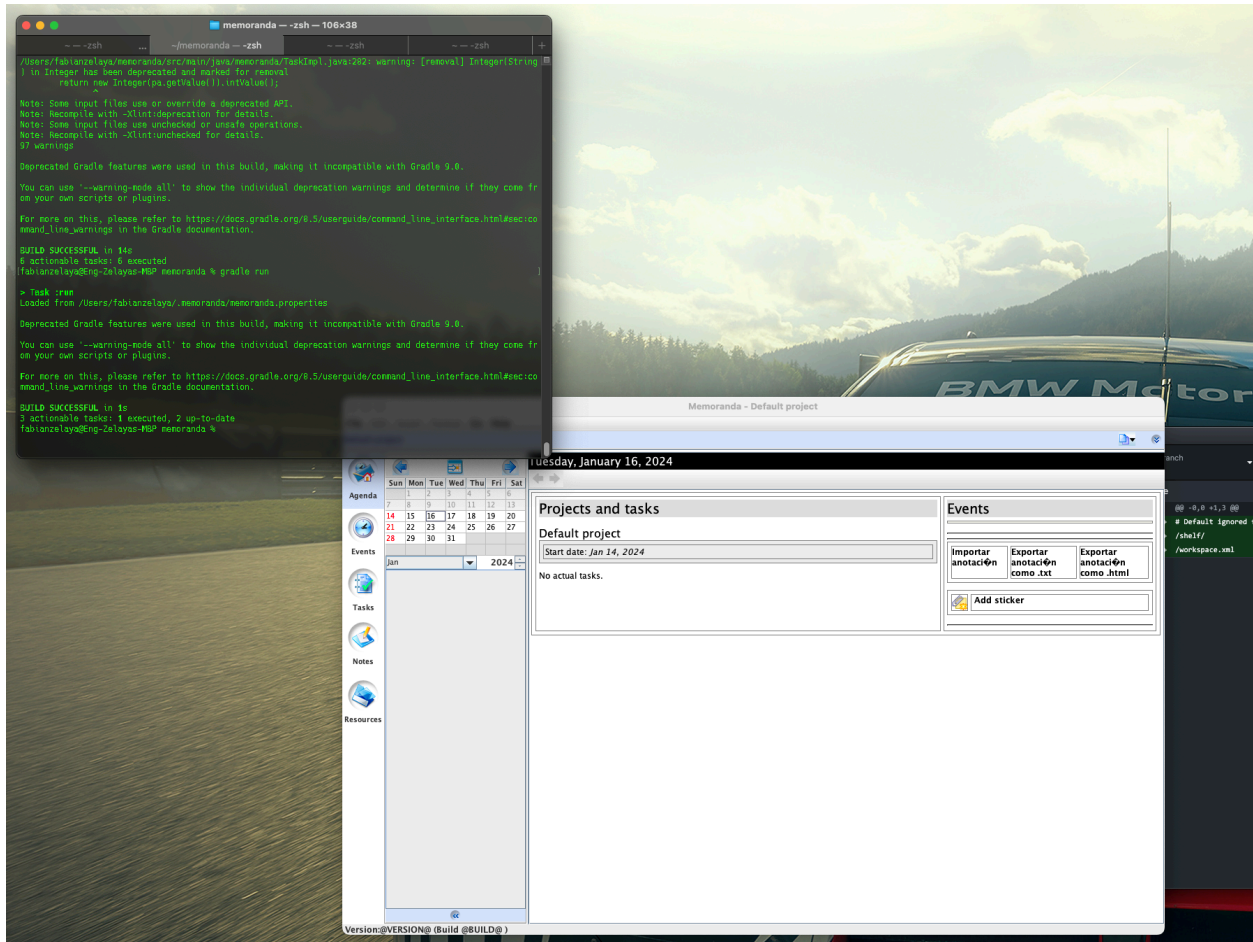 memoranda — -zsh — 106×38
~ — -zsh ... ~/memoranda — -zsh ~ — -zsh ~ — -zsh +
/Users/fabianzelaya/memoranda/src/main/java/memoranda/TaskImpl.java:282: warning: [removal] Integer(String
) in Integer has been deprecated and marked for removal
return new Integer(pa.getValue()).intValue();
^
Note: Some input files use or override a deprecated API.
Note: Recompile with -Xlint:deprecation for details.
Note: Some input files use unchecked or unsafe operations.
Note: Recompile with -Xlint:unchecked for details.
97 warnings
Deprecated Gradle features were used in this build, making it incompatible with Gradle 9.0.
You can use '--warning-mode all' to show the individual deprecation warnings and determine if they come fr
om your own scripts or plugins.
For more on this, please refer to https://docs.gradle.org/8.5/userguide/command_line_interface.html#sec:co
mmand_line_warnings in the Gradle documentation.
BUILD SUCCESSFUL in 14s
6 actionable tasks: 6 executed
[fabianzelaya@Eng-Zelayas-MBP memoranda % gradle run ]
> Task :run
Loaded from /Users/fabianzelaya/.memoranda/memoranda.properties
Deprecated Gradle features were used in this build, making it incompatible with Gradle 9.0.
You can use '--warning-mode all' to show the individual deprecation warnings and determine if they come fr
om your own scripts or plugins.
For more on this, please refer to https://docs.gradle.org/8.5/userguide/command_line_interface.html#sec:co
mmand_line_warnings in the Gradle documentation.
BUILD SUCCESSFUL in 1s
3 actionable tasks: 1 executed, 2 up-to-date
fabianzelaya@Eng-Zelayas-MBP memoranda %
BMW Motor
Memoranda - Default project
Tuesday, January 16, 2024
Agenda
Events
Tasks
Notes
Resources
Sun Mon Tue Wed Thu Fri Sat
1 2 3 4 5 6
7 8 9 10 11 12 13
14 15 16 17 18 19 20
21 22 23 24 25 26 27
28 29 30 31
Jan 2024
Projects and tasks
Default project
Start date: Jan 14, 2024
No actual tasks.
Events
Importar
anotaci�n
Exportar
anotaci�n
como .txt
Exportar
anotaci�n
como .html
Add sticker
Version:@VERSION@ (Build @BUILD@ )
anch
@@ -0,0 +1,3 @@
# Default ignored
/shelf/
/workspace.xml